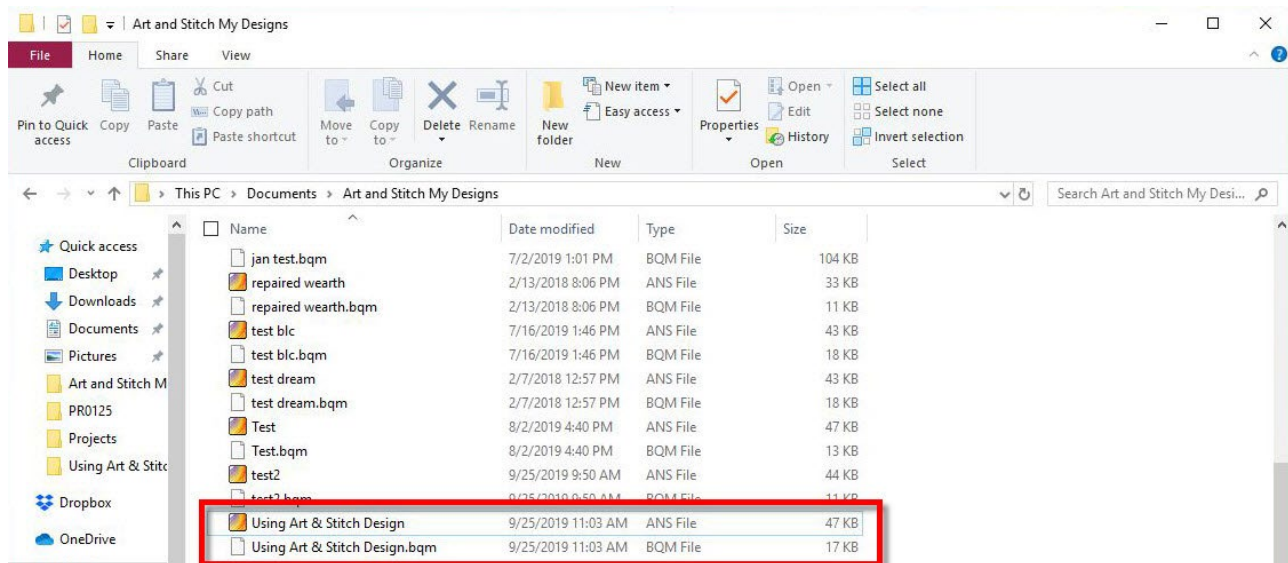 Art and Stitch My Designs
File Home Share View
Pin to Quick access
Copy
Paste
Cut
Copy path
Paste shortcut
Clipboard
Move to
Copy to
Delete
Rename
Organize
New folder
New item
Easy access
New
Properties
Open
Edit
History
Open
Select all
Select none
Invert selection
Select
This PC > Documents > Art and Stitch My Designs
Search Art and Stitch My Desi...
Quick access
Desktop
Downloads
Documents
Pictures
Art and Stitch M
PR0125
Projects
Using Art & Stitc
Dropbox
OneDrive
Name Date modified Type Size
jan test.bqm 7/2/2019 1:01 PM BQM File 104 KB
repaired wearth 2/13/2018 8:06 PM ANS File 33 KB
repaired wearth.bqm 2/13/2018 8:06 PM BQM File 11 KB
test blc 7/16/2019 1:46 PM ANS File 43 KB
test blc.bqm 7/16/2019 1:46 PM BQM File 18 KB
test dream 2/7/2018 12:57 PM ANS File 43 KB
test dream.bqm 2/7/2018 12:57 PM BQM File 18 KB
Test 8/2/2019 4:40 PM ANS File 47 KB
Test.bqm 8/2/2019 4:40 PM BQM File 13 KB
test2 9/25/2019 9:50 AM ANS File 44 KB
test2.bqm 9/25/2019 9:50 AM BQM File 11 KB
Using Art & Stitch Design 9/25/2019 11:03 AM ANS File 47 KB
Using Art & Stitch Design.bqm 9/25/2019 11:03 AM BQM File 17 KB